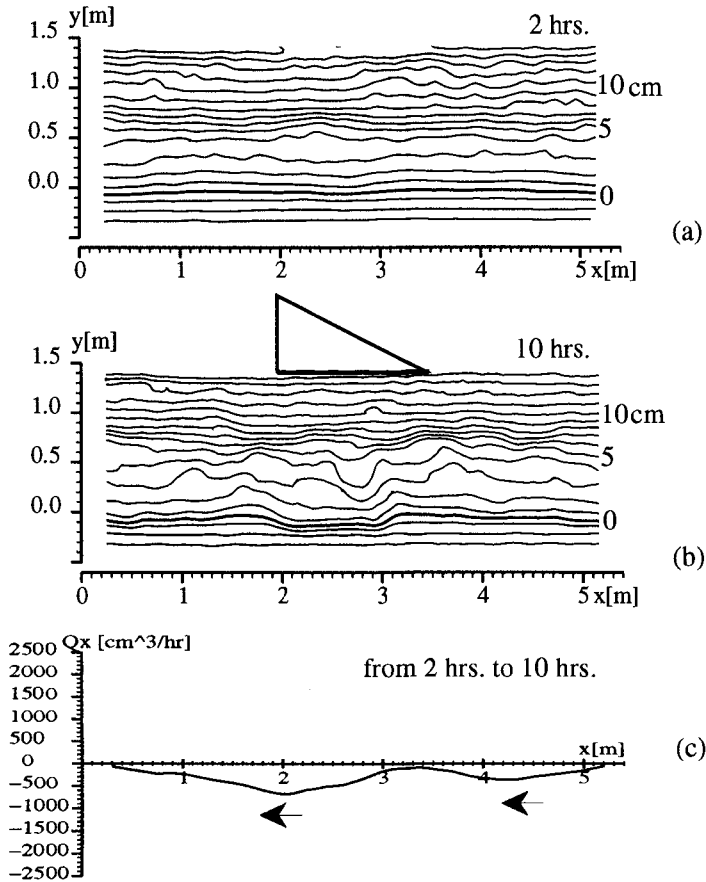 y[m]
2 hrs.
1.5
1.0
10 cm
0.5
5
0.0
0
(a)
0 1 2 3 4 5 x[m]
y[m]
10 hrs.
1.5
1.0
10cm
0.5
5
0.0
0
(b)
0 1 2 3 4 5 x[m]
Qx [cm^3/hr]
from 2 hrs. to 10 hrs.
2500
2000
1500
1000
500
x[m]
(c)
0
1 2 3 4 5
-500
-1000
-1500
-2000
-2500